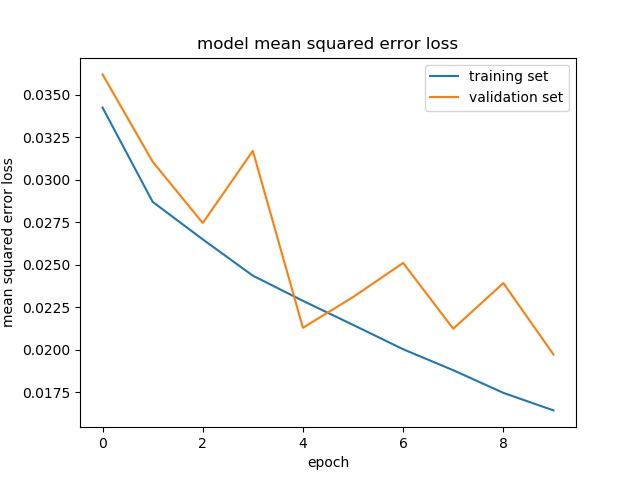 model mean squared error loss
training set
validation set
0.0350
0.0325
0.0300
0.0275
0.0250
0.0225
0.0200
0.0175
mean squared error loss
0 2 4 6 8
epoch